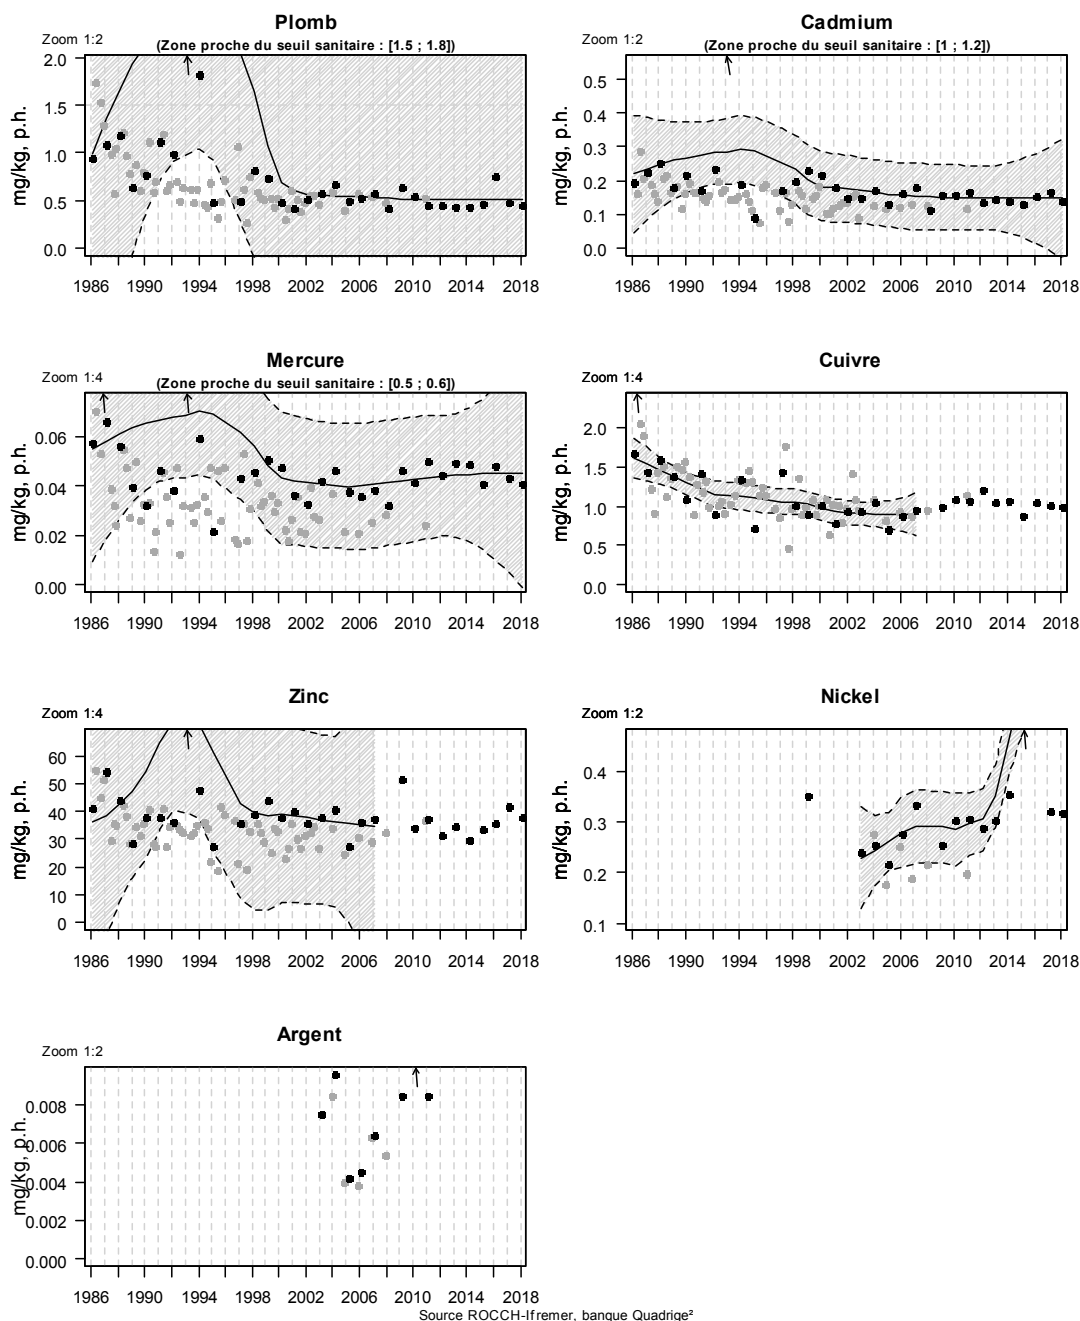 Plomb
Zoom 1:2
(Zone proche du seuil sanitaire : [1.5 ; 1.8])
mg/kg, p.h.
2.0
1.5
1.0
0.5
0.0
1986 1990 1994 1998 2002 2006 2010 2014 2018
Cadmium
Zoom 1:2
(Zone proche du seuil sanitaire : [1 ; 1.2])
mg/kg, p.h.
0.5
0.4
0.3
0.2
0.1
0.0
1986 1990 1994 1998 2002 2006 2010 2014 2018
Mercure
Zoom 1:4
(Zone proche du seuil sanitaire : [0.5 ; 0.6])
mg/kg, p.h.
0.06
0.04
0.02
0.00
1986 1990 1994 1998 2002 2006 2010 2014 2018
Cuivre
Zoom 1:4
mg/kg, p.h.
2.0
1.5
1.0
0.5
0.0
1986 1990 1994 1998 2002 2006 2010 2014 2018
Zinc
Zoom 1:4
mg/kg, p.h.
60
50
40
30
20
10
0
1986 1990 1994 1998 2002 2006 2010 2014 2018
Nickel
Zoom 1:2
mg/kg, p.h.
0.4
0.3
0.2
0.1
1986 1990 1994 1998 2002 2006 2010 2014 2018
Argent
Zoom 1:2
mg/kg, p.h.
0.008
0.006
0.004
0.002
0.000
1986 1990 1994 1998 2002 2006 2010 2014 2018
Source ROCCH-Ifremer, banque Quadrige²